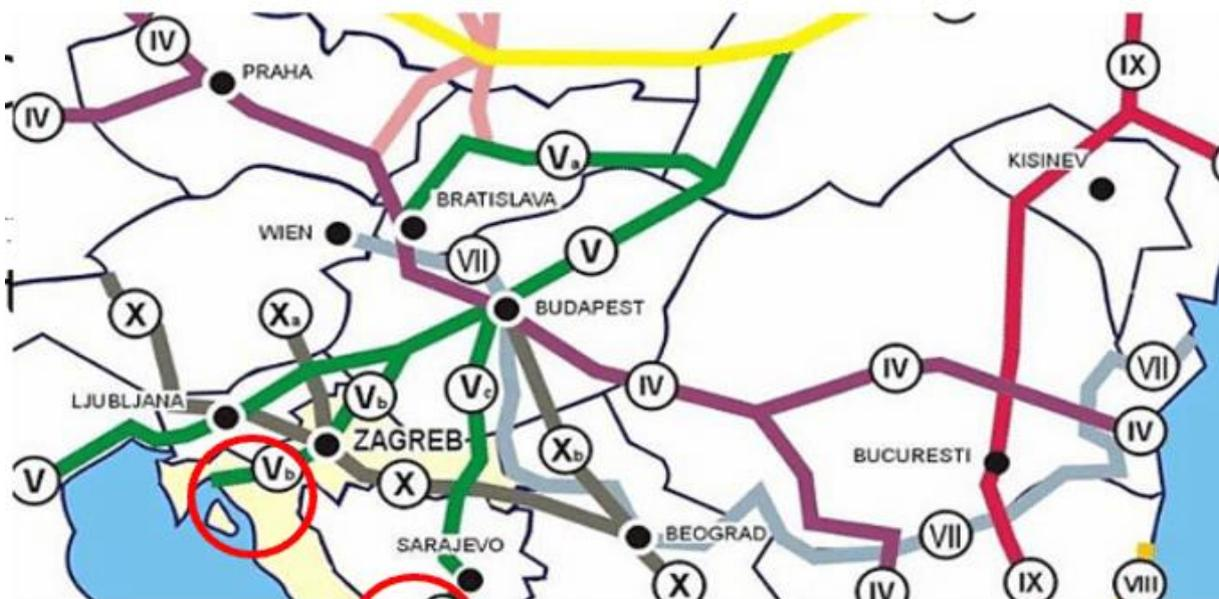 IV
PRAHA
IX
IV
Va
KISINEV
BRATISLAVA
WIEN
VII
V
X
Xa
BUDAPEST
VII
IV
IV
LJUBLJANA
Vb
Vc
IV
ZAGREB
V
Vb
X
Xb
BUCURESTI
SARAJEVO
BEOGRAD
VII
X
IV
IX
VIII